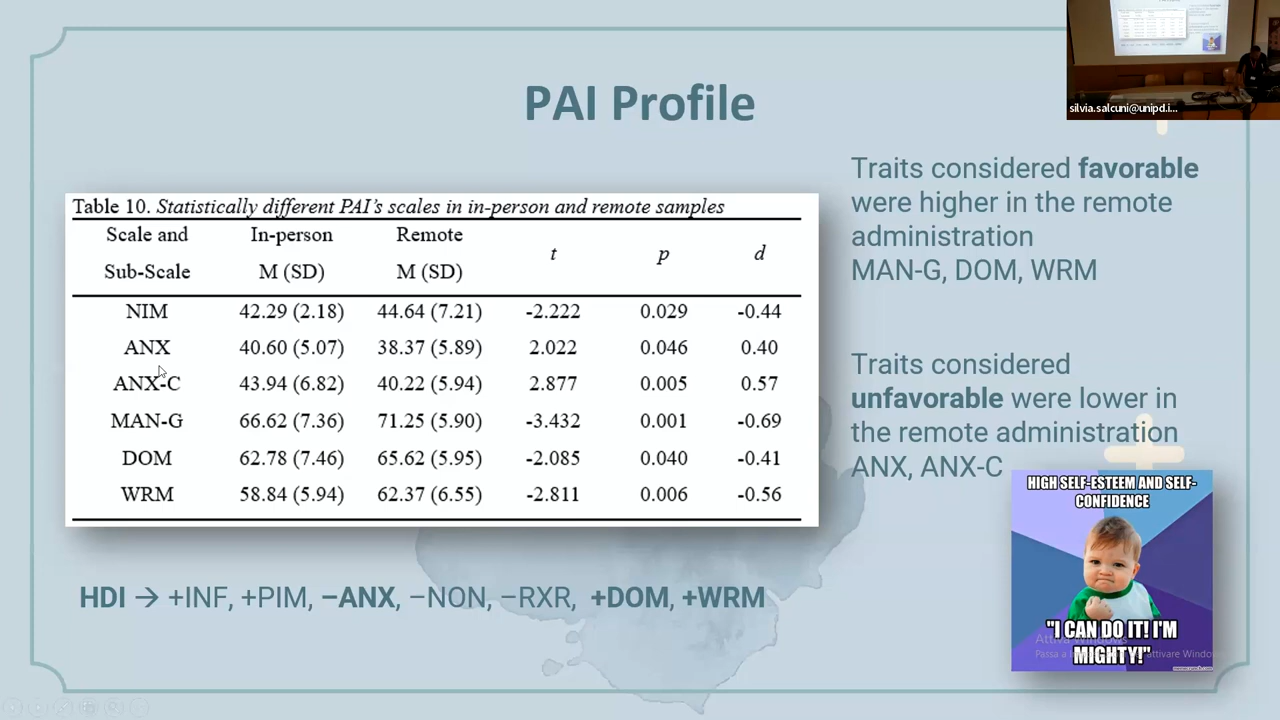 silvia.salcuni@unipd.i...
PAI Profile
Table 10. Statistically different PAI's scales in in-person and remote samples
Scale and Sub-Scale In-person M (SD) Remote M (SD) t p d
NIM 42.29 (2.18) 44.64 (7.21) -2.222 0.029 -0.44
ANX 40.60 (5.07) 38.37 (5.89) 2.022 0.046 0.40
ANX-C 43.94 (6.82) 40.22 (5.94) 2.877 0.005 0.57
MAN-G 66.62 (7.36) 71.25 (5.90) -3.432 0.001 -0.69
DOM 62.78 (7.46) 65.62 (5.95) -2.085 0.040 -0.41
WRM 58.84 (5.94) 62.37 (6.55) -2.811 0.006 -0.56
Traits considered favorable
were higher in the remote
administration
MAN-G, DOM, WRM
Traits considered
unfavorable were lower in
the remote administration
ANX, ANX-C
HDI → +INF, +PIM, –ANX, –NON, –RXR, +DOM, +WRM
HIGH SELF-ESTEEM AND SELF-
CONFIDENCE
"I CAN DO IT! I'M
MIGHTY!"
Attiva Windows
Passa a attivare Windo